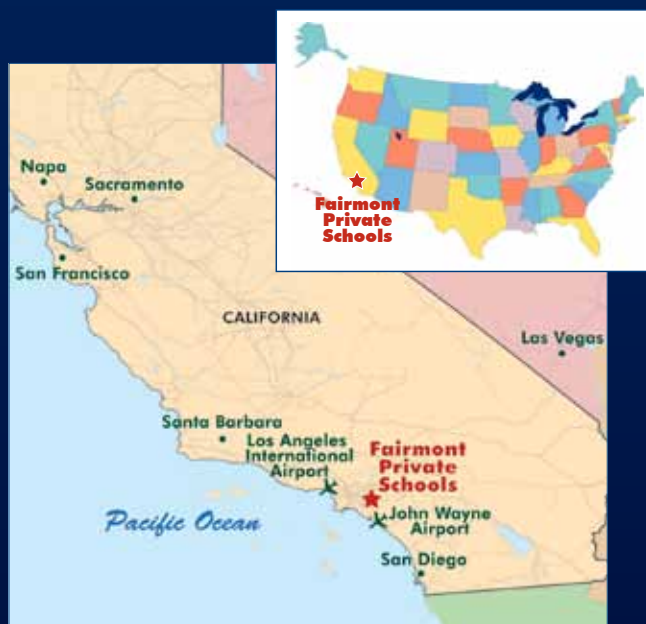 Fairmont
Private
Schools
Napa
Sacramento
San Francisco
CALIFORNIA
Las Vegas
Santa Barbara
Los Angeles
International
Airport
Fairmont
Private
Schools
Pacific Ocean
John Wayne
Airport
San Diego